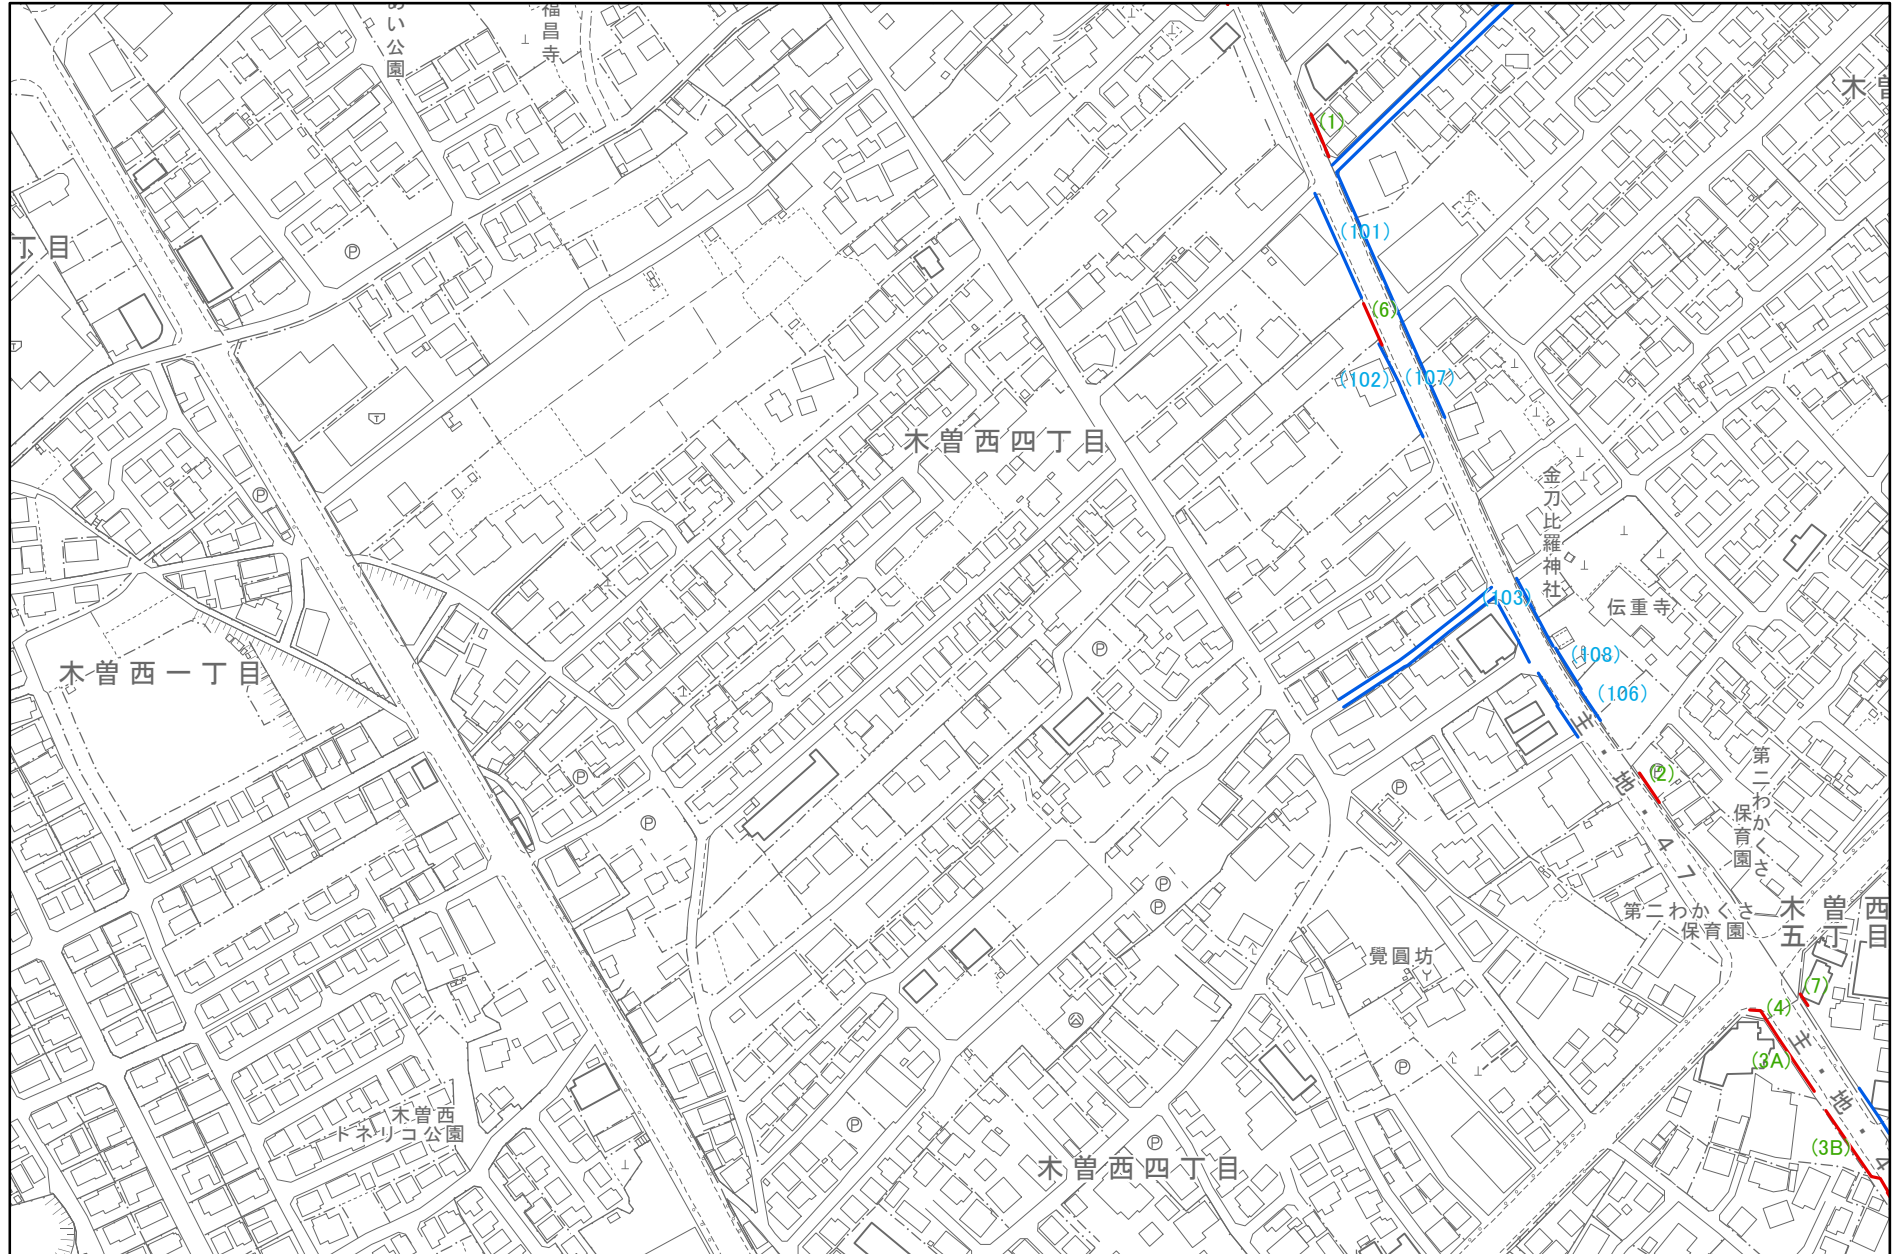 あい公園
福昌寺
木曽
(1)
丁目
(101)
(6)
(102)
(107)
木曽西四丁目
金刀比羅神社
(103)
伝重寺
(108)
木曽西一丁目
(106)
主・地・47
(2)
第二わかくさ
保育園
第二わかくさ
保育園
木曽西
五丁目
覺圓坊
(7)
(4)
主・地・4
(3A)
木曽西
トネリコ公園
(3B)
木曽西四丁目